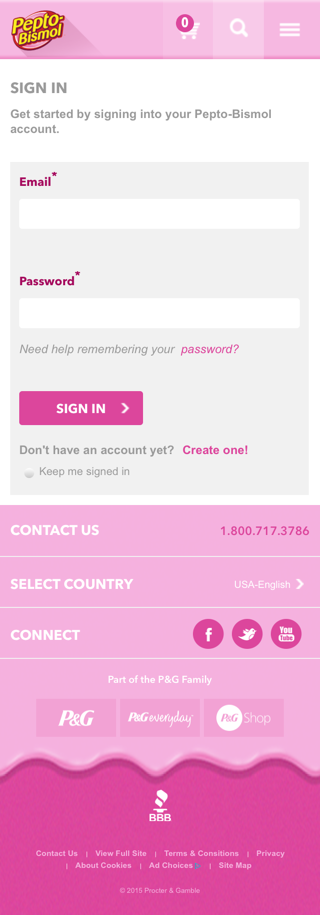 Pepto-
Bismol
0
SIGN IN
Get started by signing into your Pepto-Bismol
account.
Email*
Password*
Need help remembering your password?
SIGN IN
Don't have an account yet? Create one!
Keep me signed in
CONTACT US 1.800.717.3786
SELECT COUNTRY USA-English
CONNECT f You Tube
Part of the P&G Family
P&G P&G everyday P&G Shop
BBB
Contact Us | View Full Site | Terms & Consitions | Privacy
| About Cookies | Ad Choices | Site Map
© 2015 Procter & Gamble